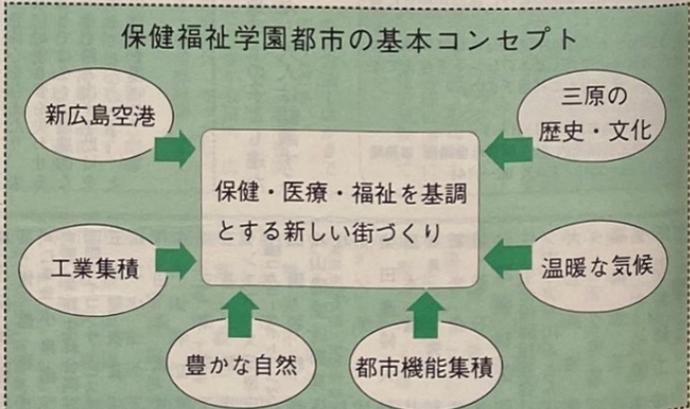 保健福祉学園都市の基本コンセプト
新広島空港
三原の
歴史・文化
保健・医療・福祉を基調
とする新しい街づくり
工業集積
温暖な気候
豊かな自然
都市機能集積